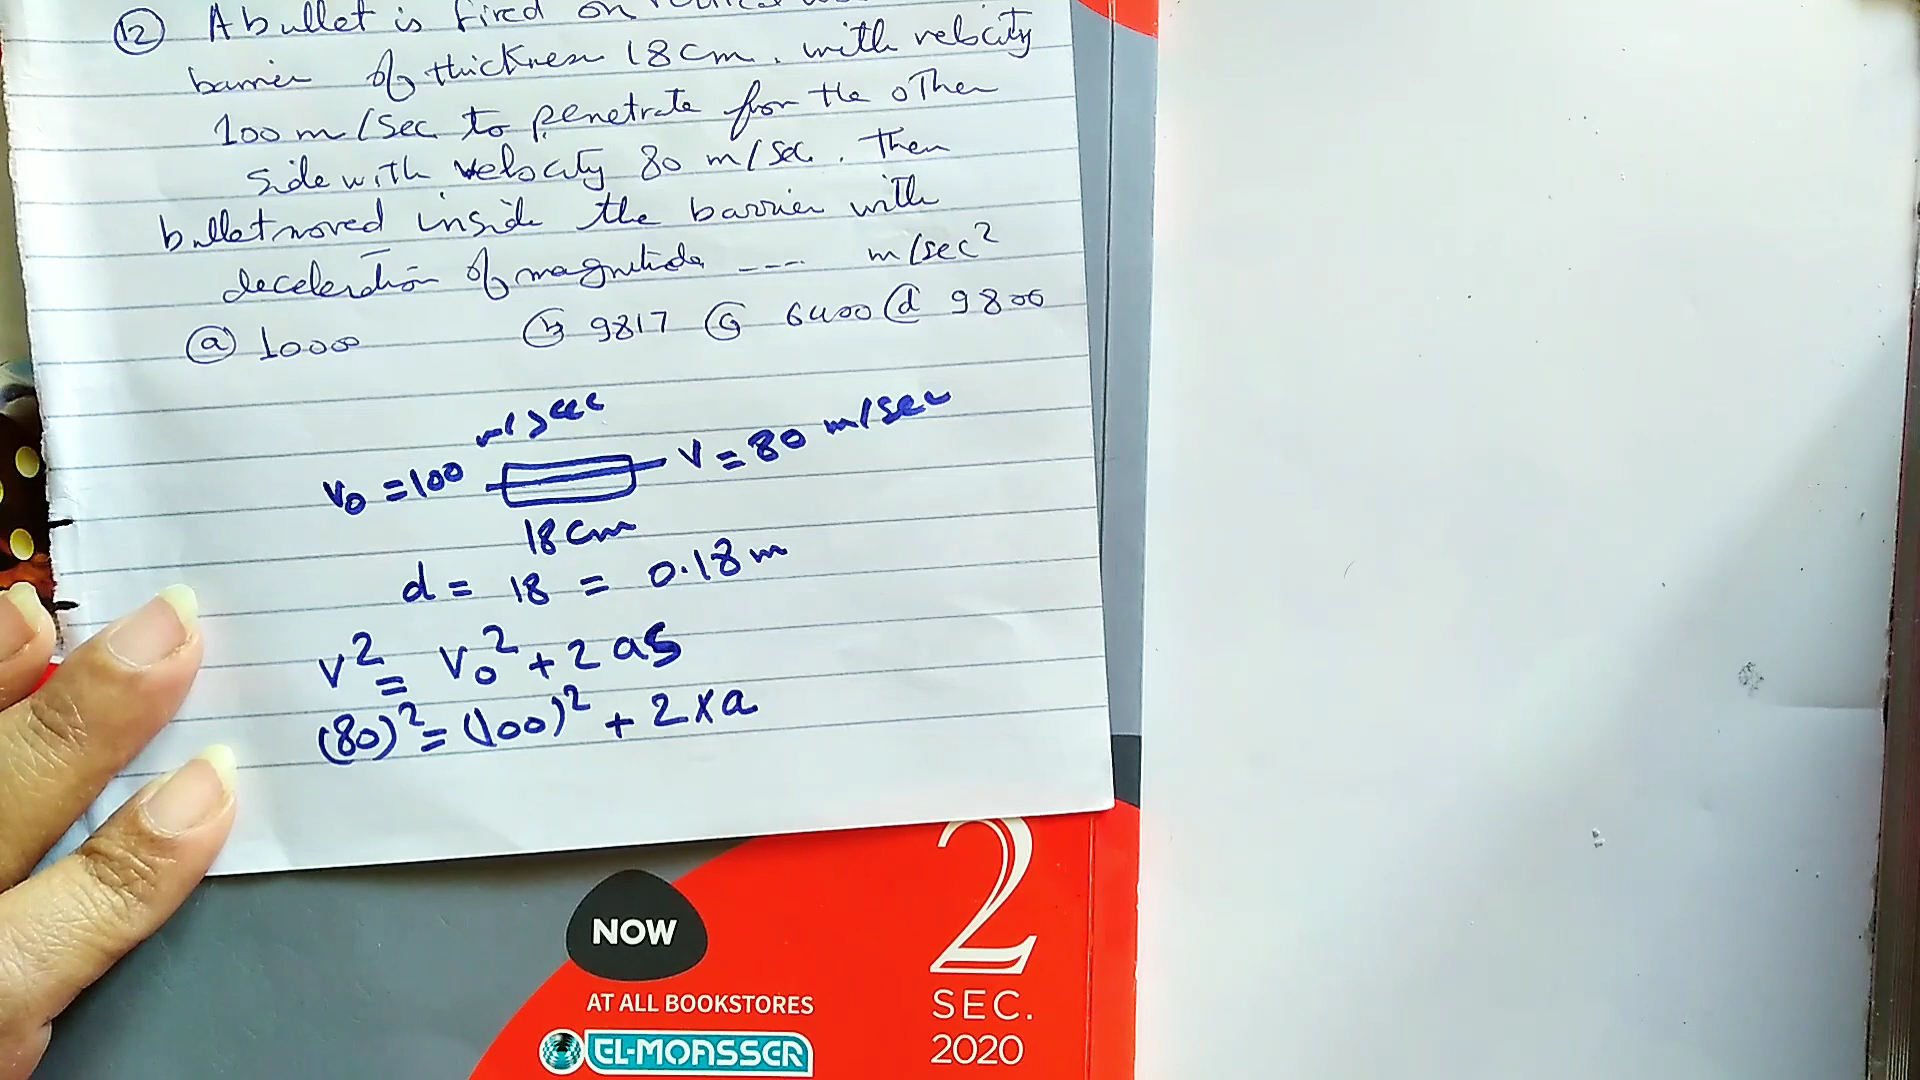 12 A bullet is fired on
barrier of thickness 18 cm. with velocity
100 m/sec to penetrate from the other
side with velocity 80 m/sec. Then
bullet moved inside the barrier with
deceleration of magnitude ---- m/sec²
a 1000 b 9817 c 6400 d 9800
m/sec
V₀ = 100 V = 80 m/sec
18 cm
d = 18 = 0.18 m
V² = V₀² + 2 a S
(80)² = (100)² + 2 x a
2
NOW
AT ALL BOOKSTORES
SEC.
EL-MOASSER
2020